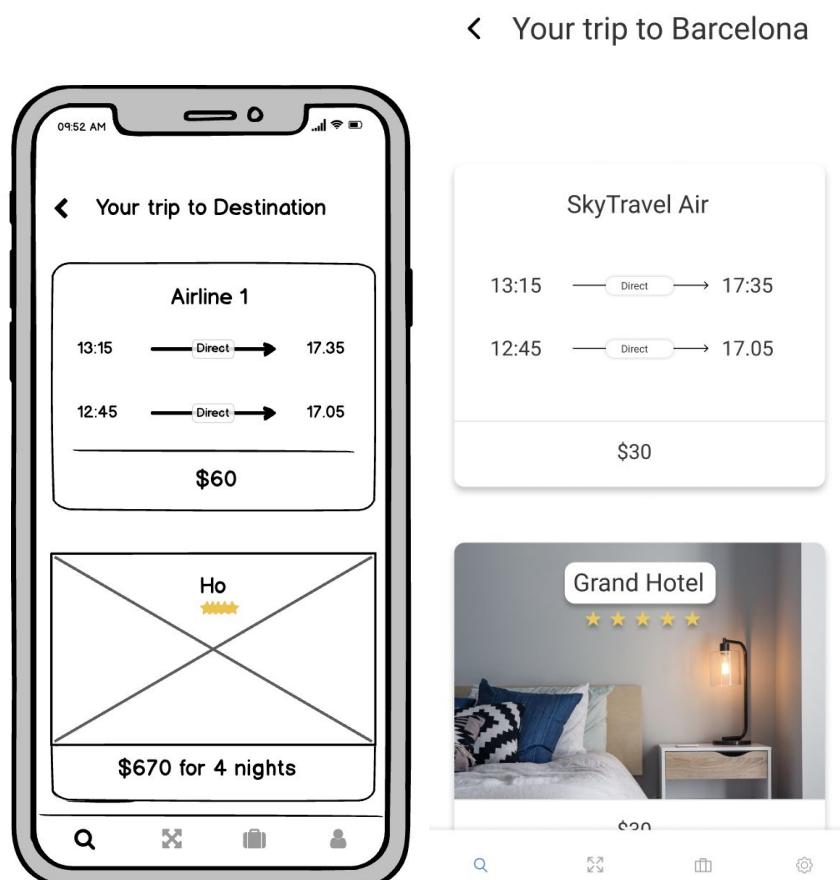 09:52 AM
Your trip to Destination
Airline 1
13:15 Direct 17.35
12:45 Direct 17.05
$60
Ho
$670 for 4 nights
Your trip to Barcelona
SkyTravel Air
13:15 Direct 17:35
12:45 Direct 17.05
$30
Grand Hotel